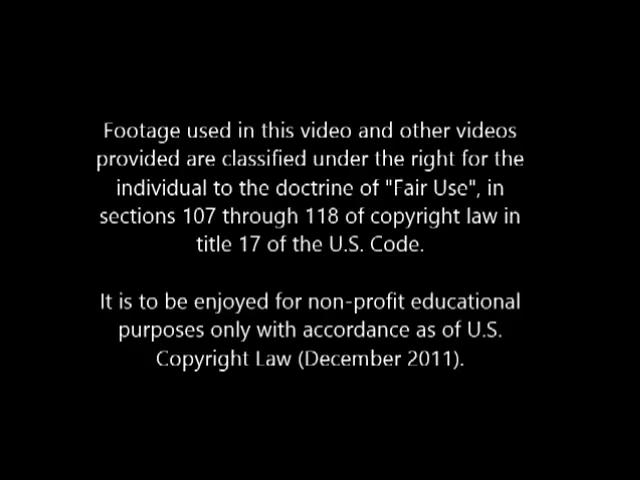 Footage used in this video and other videos
provided are classified under the right for the
individual to the doctrine of "Fair Use", in
sections 107 through 118 of copyright law in
title 17 of the U.S. Code.
It is to be enjoyed for non-profit educational
purposes only with accordance as of U.S.
Copyright Law (December 2011).